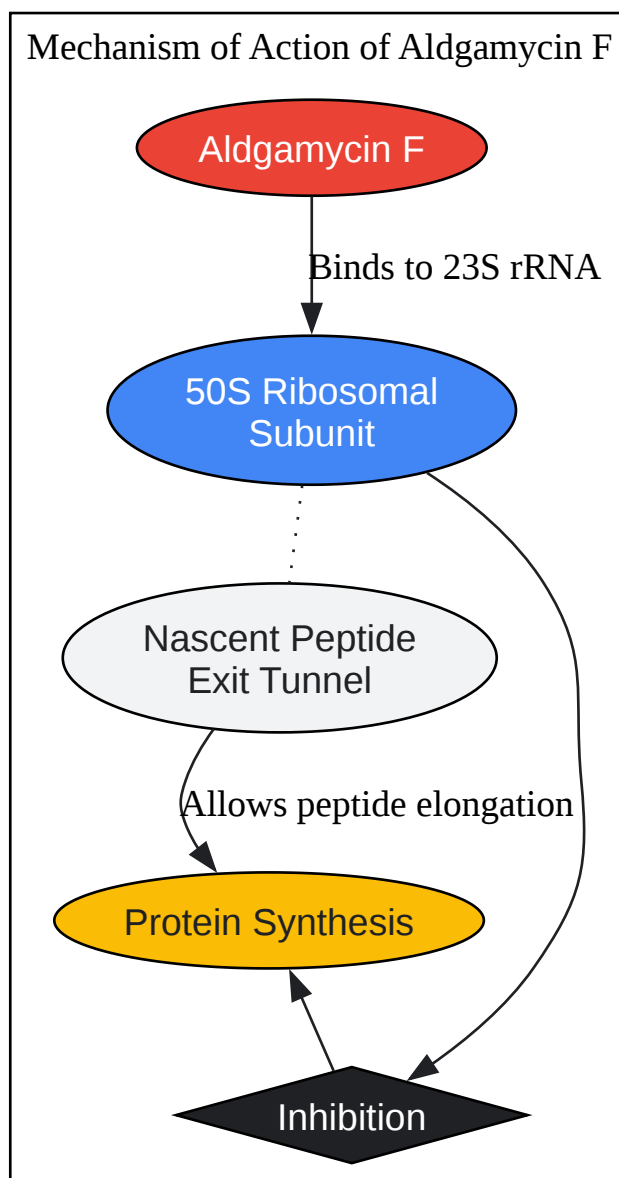 Mechanism of Action of Aldgamycin F
Aldgamycin F
Binds to 23S rRNA
50S Ribosomal
Subunit
Nascent Peptide
Exit Tunnel
Allows peptide elongation
Protein Synthesis
Inhibition